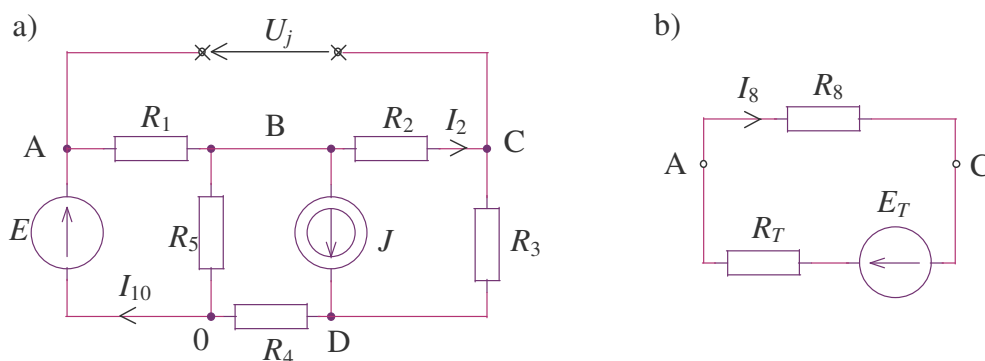 a)
U_j
b)
I_8
R_8
A
R_1
B
R_2
I_2
C
A
C
E
R_5
J
R_3
R_T
E_T
I_10
0
R_4
D